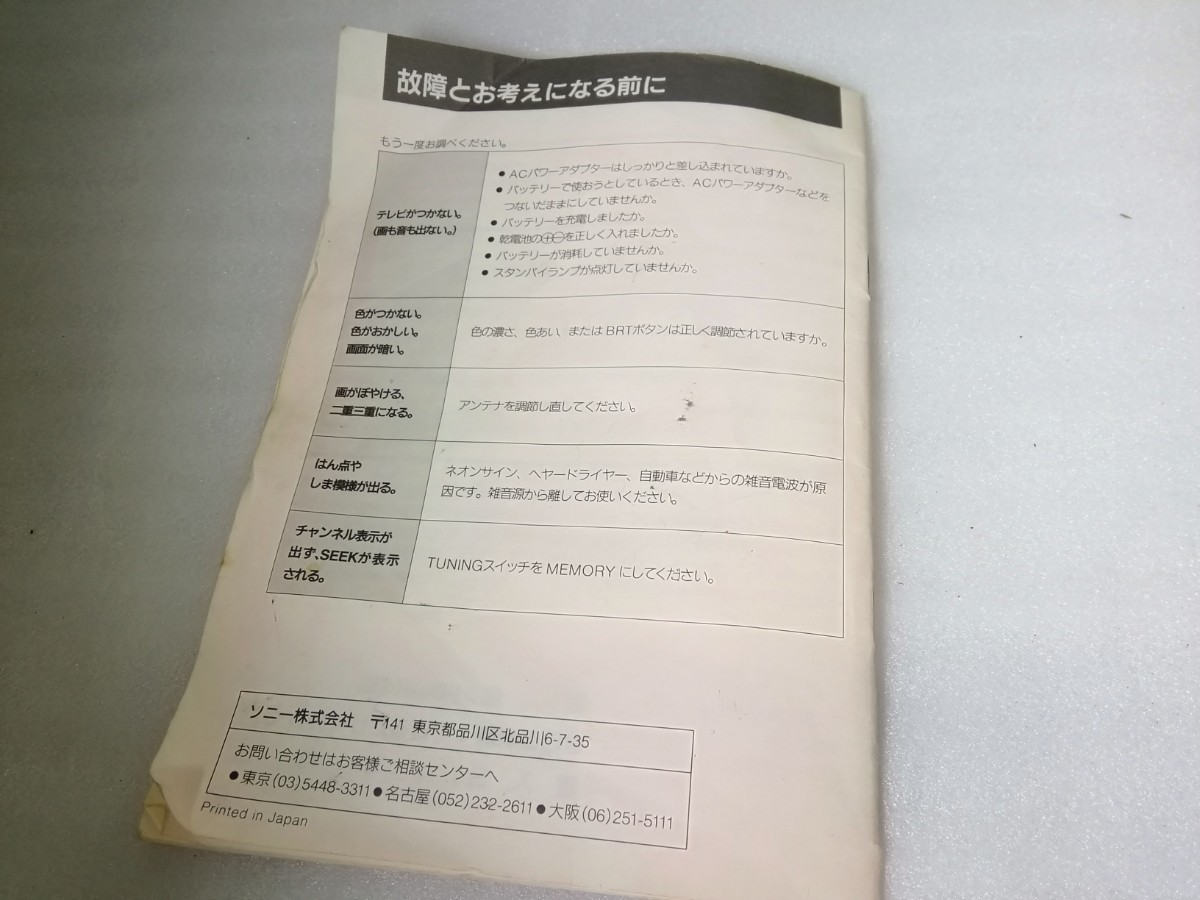 故障とお考えになる前に
もう一度お調べください。
テレビがつかない。
(画も音も出ない。)
● ACパワーアダプターはしっかりと差し込まれていますか。
● バッテリーで使おうとしているとき、ACパワーアダプターなどを
つないだままにしていませんか。
● バッテリーを充電しましたか。
● 乾電池の⊕⊖を正しく入れましたか。
● バッテリーが消耗していませんか。
● スタンバイランプが点灯していませんか。
色がつかない。
色がおかしい。
画面が暗い。
色の濃さ、色あい、または BRTボタンは正しく調節されていますか。
画がぼやける、
二重三重になる。
アンテナを調節し直してください。
はん点や
しま模様が出る。
ネオンサイン、ヘヤードライヤー、自動車などからの雑音電波が原
因です。雑音源から離してお使いください。
チャンネル表示が
出ず、SEEKが表示
される。
TUNINGスイッチを MEMORY にしてください。
ソニー株式会社 〒141 東京都品川区北品川6-7-35
お問い合わせはお客様ご相談センターへ
● 東京(03)5448-3311 ● 名古屋(052)232-2611 ● 大阪(06)251-5111
Printed in Japan